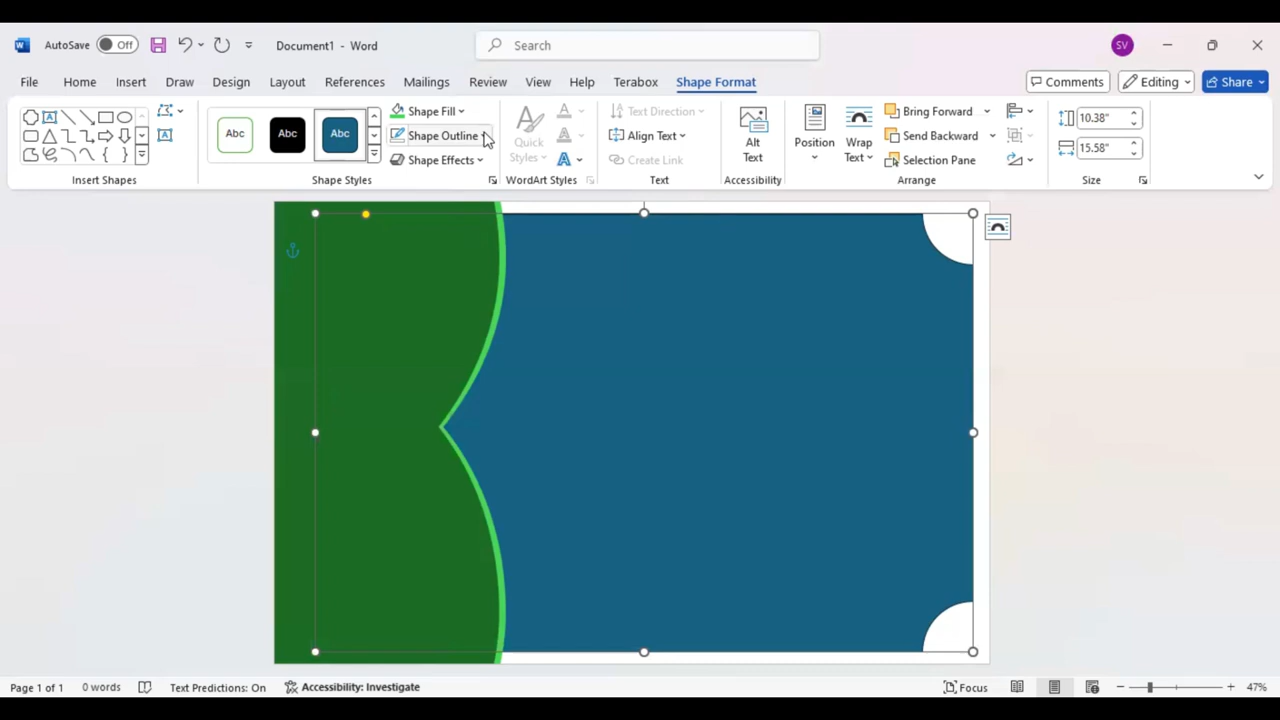 AutoSave Off Document1 - Word Search SV
File Home Insert Draw Design Layout References Mailings Review View Help Terabox Shape Format Comments Editing Share
Abc Abc Abc
Shape Fill
Shape Outline
Shape Effects
Quick
Styles
Text Direction
Align Text
Create Link
Alt
Text
Position
Wrap
Text
Bring Forward
Send Backward
Selection Pane
10.38"
15.58"
Insert Shapes Shape Styles WordArt Styles Text Accessibility Arrange Size
Page 1 of 1 0 words Text Predictions: On Accessibility: Investigate Focus 47%